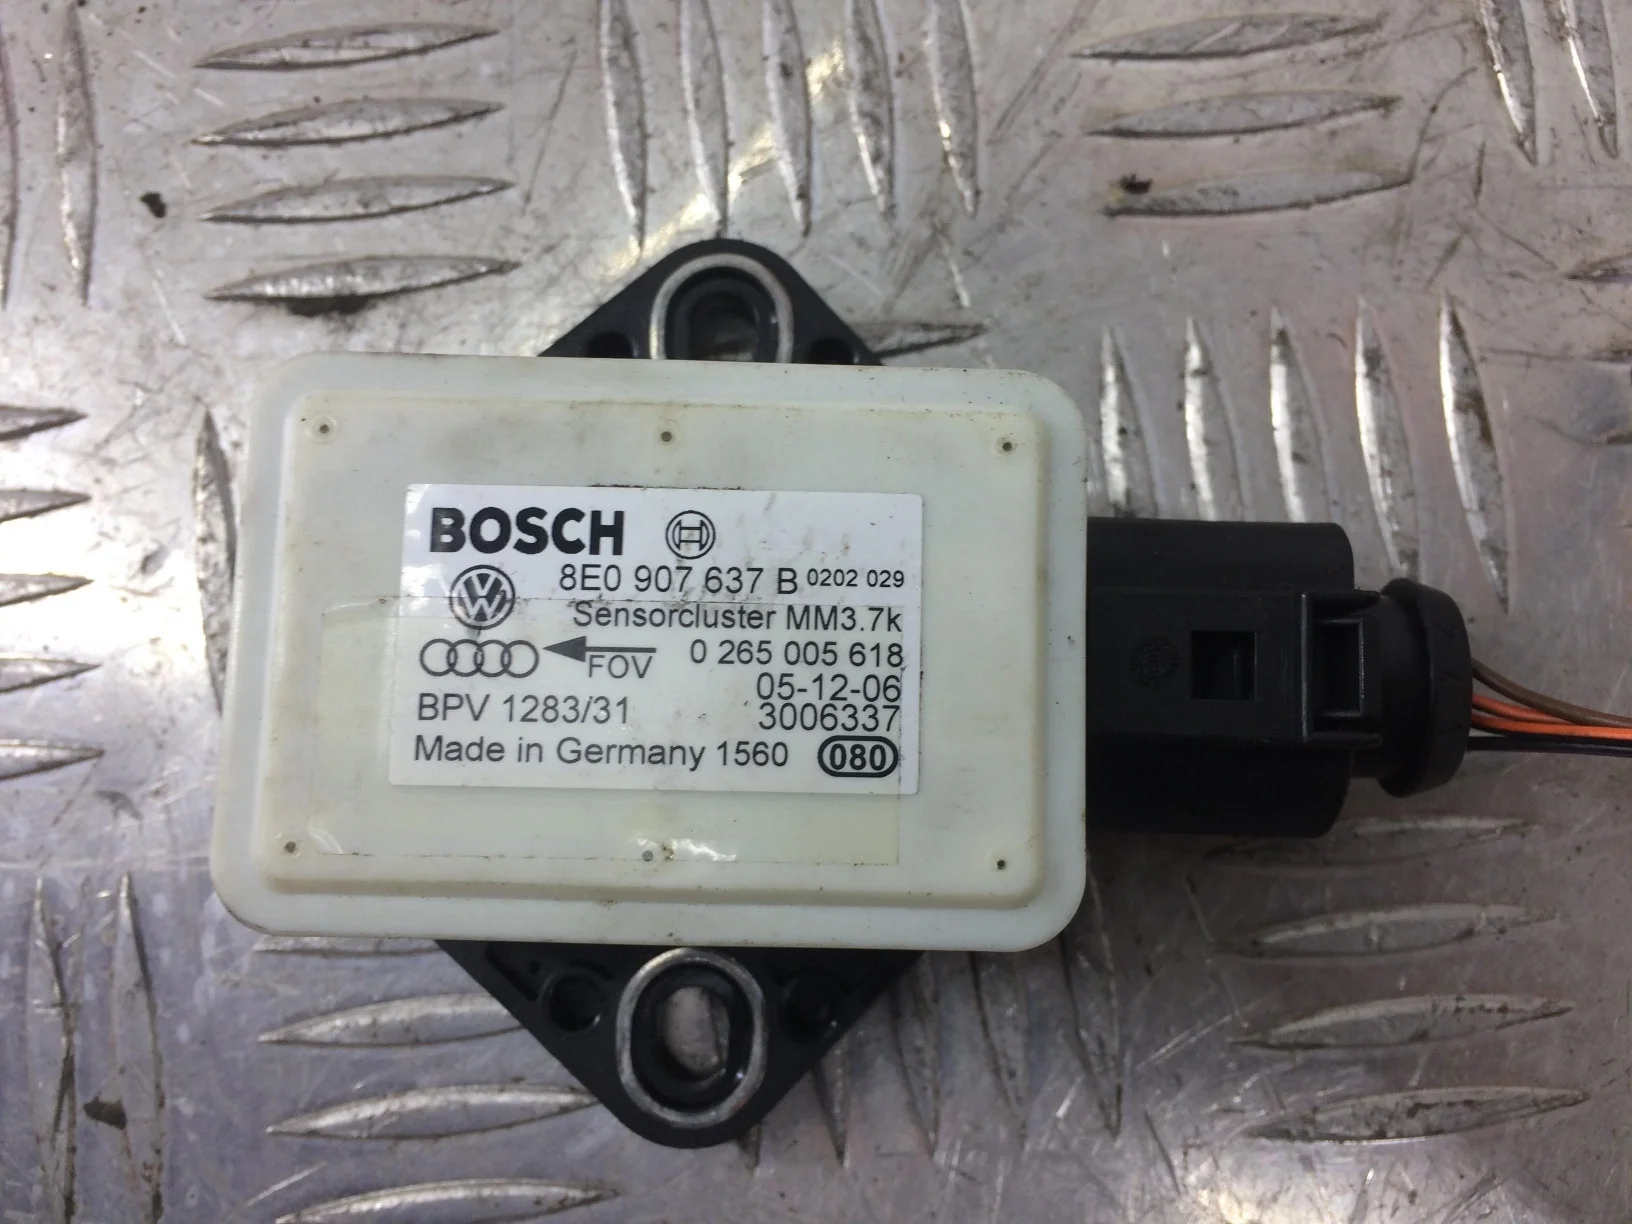 BOSCH
8E0 907 637 B 0202 029
Sensorcluster MM3.7k
FOV 0 265 005 618
05-12-06
BPV 1283/31 3006337
Made in Germany 1560 080